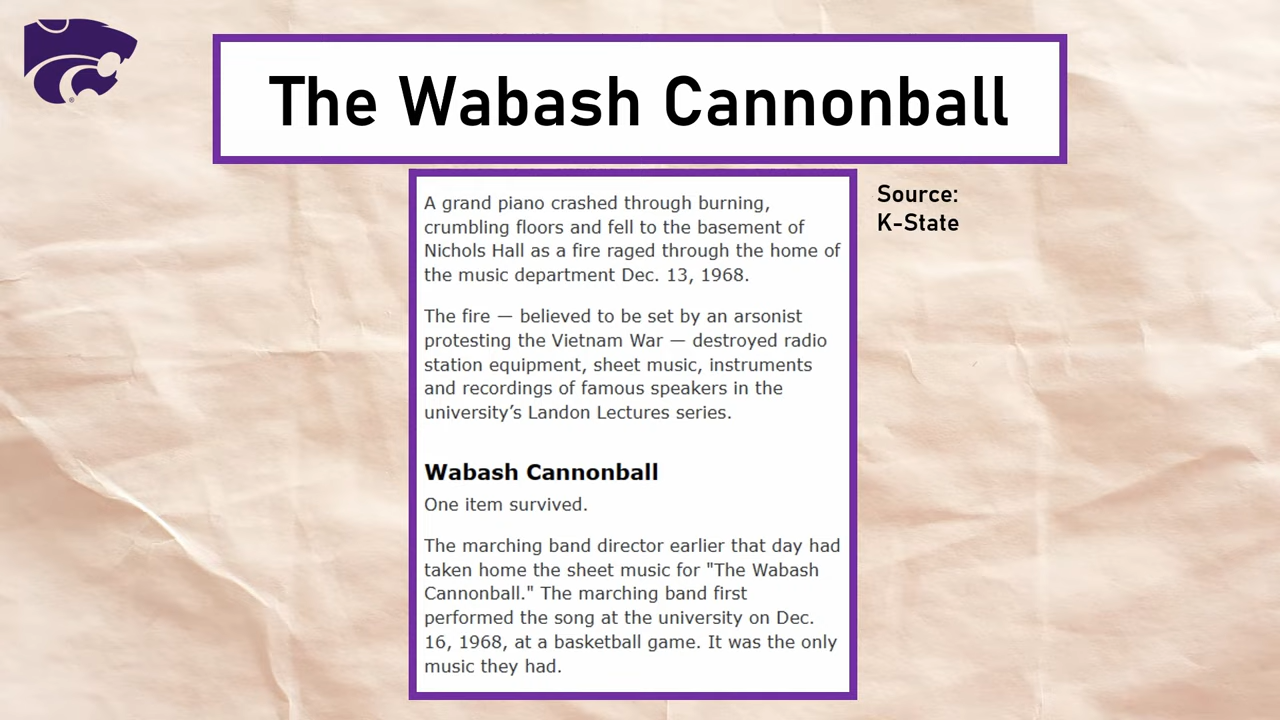 The Wabash Cannonball
A grand piano crashed through burning,
crumbling floors and fell to the basement of
Nichols Hall as a fire raged through the home of
the music department Dec. 13, 1968.
The fire — believed to be set by an arsonist
protesting the Vietnam War — destroyed radio
station equipment, sheet music, instruments
and recordings of famous speakers in the
university’s Landon Lectures series.
Wabash Cannonball
One item survived.
The marching band director earlier that day had
taken home the sheet music for "The Wabash
Cannonball." The marching band first
performed the song at the university on Dec.
16, 1968, at a basketball game. It was the only
music they had.
Source:
K-State